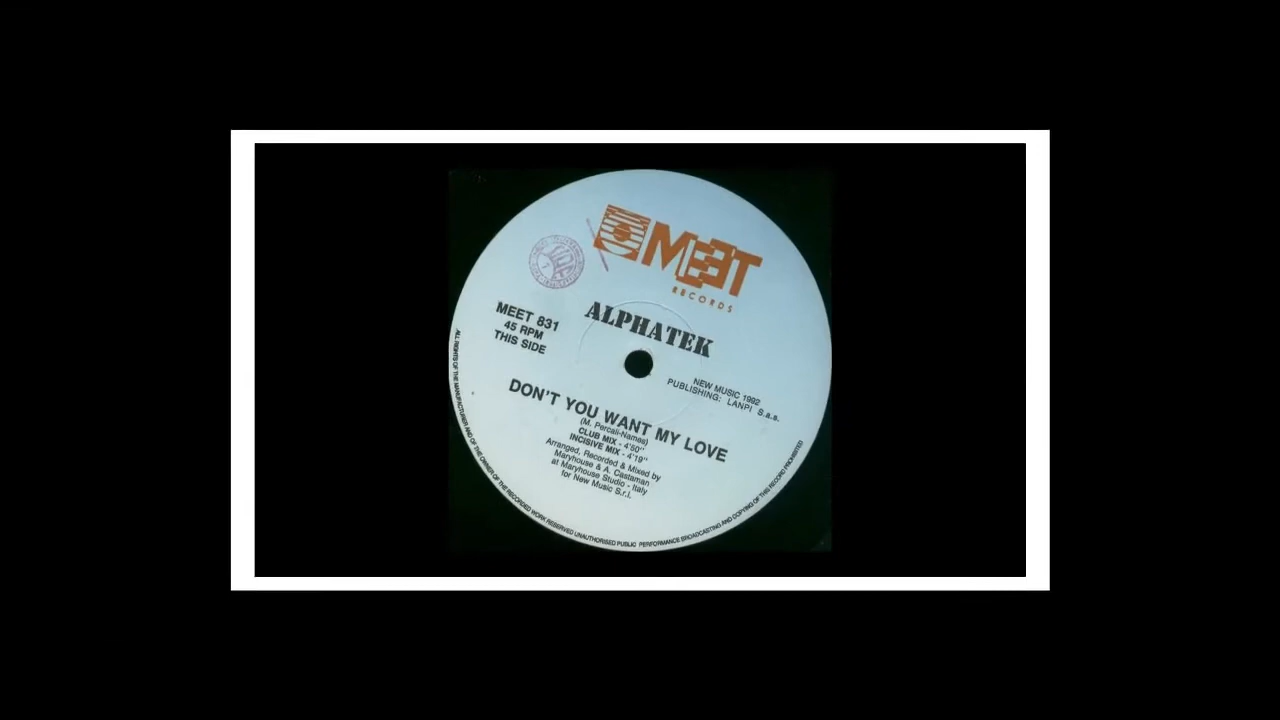 MEET
RECORDS
ALPHATEK
MEET 831
45 RPM
THIS SIDE
NEW MUSIC 1992
PUBLISHING: LANPI S.a.s.
DON'T YOU WANT MY LOVE
(M. Percali-Names)
CLUB MIX - 4'50"
INCISIVE MIX - 4'19"
Arranged, Recorded & Mixed by
Maryhouse & A. Castaman
at Maryhouse Studio - Italy
for New Music S.r.l.
ALL RIGHTS OF THE MANUFACTURER AND OF THE OWNER OF THE RECORDED WORK RESERVED UNAUTHORISED PUBLIC PERFORMANCE BROADCASTING AND COPYING OF THIS RECORD PROHIBITED